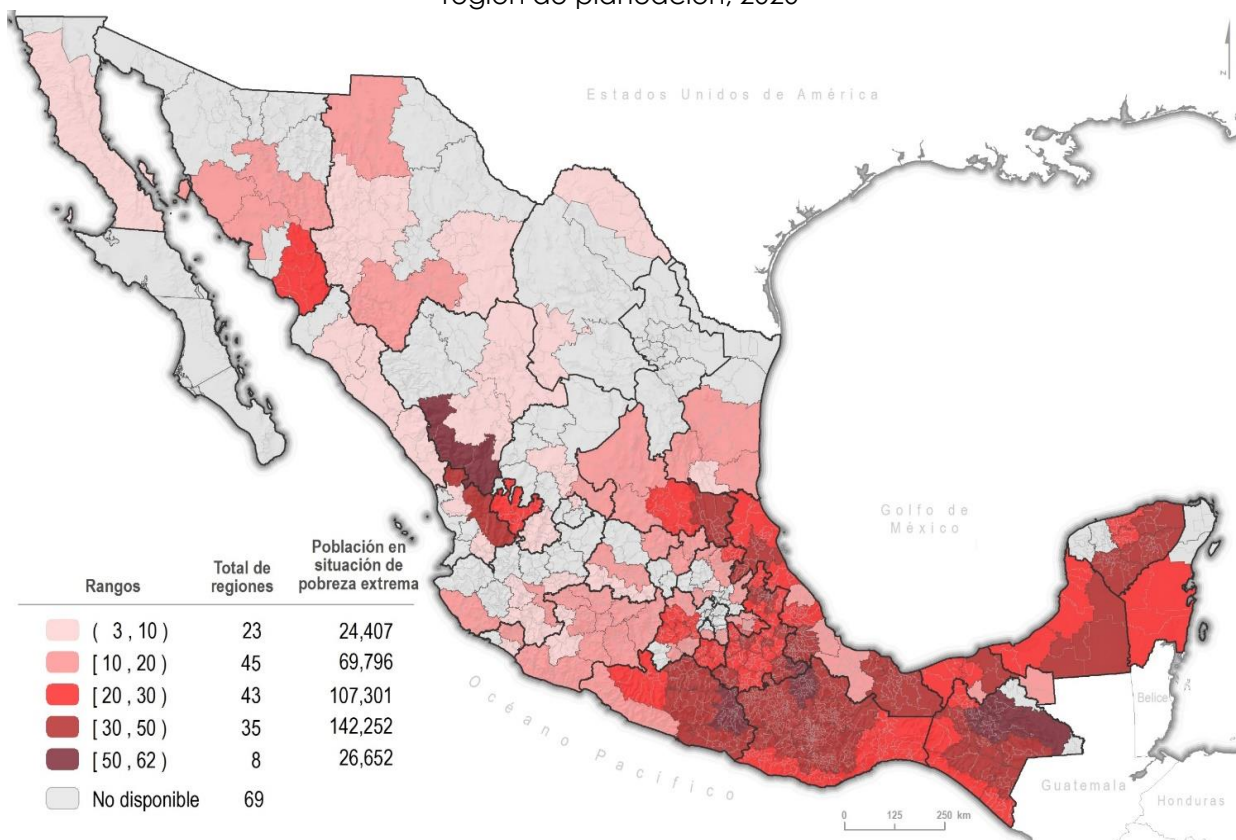 región de planeación, 2020
N
Estados Unidos de América
Golfo de
México
Océano Pacífico
Belice
Guatemala
Honduras
0 125 250 km
Rangos Total de regiones Población en situación de pobreza extrema
( 3 , 10 ) 23 24,407
[ 10 , 20 ) 45 69,796
[ 20 , 30 ) 43 107,301
[ 30 , 50 ) 35 142,252
[ 50 , 62 ) 8 26,652
No disponible 69